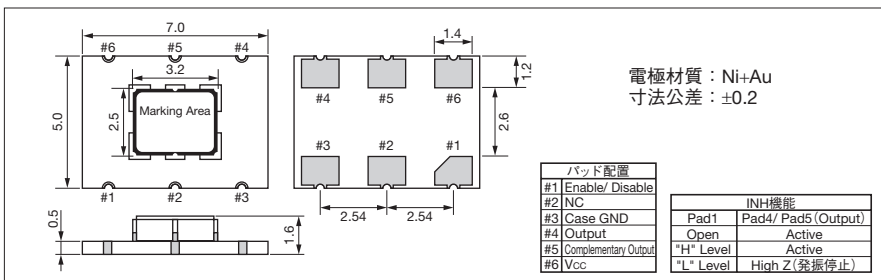 7.0
#6 #5 #4
3.2
5.0
2.5
Marking Area
#1 #2 #3
0.5
1.6
1.4
1.2
#4 #5 #6
2.6
#3 #2 #1
2.54 2.54
電極材質：Ni+Au
寸法公差：±0.2
パッド配置
#1 Enable/ Disable
#2 NC
#3 Case GND
#4 Output
#5 Complementary Output
#6 Vcc
INH機能
Pad1 Pad4/ Pad5（Output）
Open Active
"H" Level Active
"L" Level High Z（発振停止）